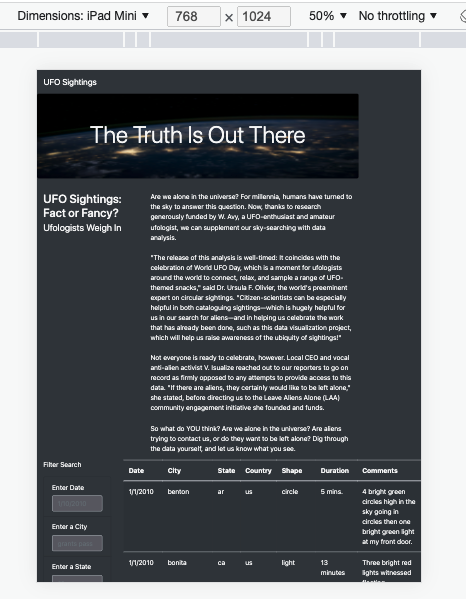 Dimensions: iPad Mini ▼ 768 × 1024 50% ▼ No throttling ▼
UFO Sightings
The Truth Is Out There
UFO Sightings:
Fact or Fancy?
Ufologists Weigh In
Are we alone in the universe? For millennia, humans have turned to
the sky to answer this question. Now, thanks to research
generously funded by W. Avy, a UFO-enthusiast and amateur
ufologist, we can supplement our sky-searching with data
analysis.
"The release of this analysis is well-timed: It coincides with the
celebration of World UFO Day, which is a moment for ufologists
around the world to connect, relax, and sample a range of UFO-
themed snacks," said Dr. Ursula F. Olivier, the world's preeminent
expert on circular sightings. "Citizen-scientists can be especially
helpful in both cataloguing sightings—which is hugely helpful for
us in our search for aliens—and in helping us celebrate the work
that has already been done, such as this data visualization project,
which will help us raise awareness of the ubiquity of sightings!"
Not everyone is ready to celebrate, however. Local CEO and vocal
anti-alien activist V. Isualize reached out to our reporters to go on
record as firmly opposed to any attempts to provide access to this
data. "If there are aliens, they certainly would like to be left alone,"
she stated, before directing us to the Leave Aliens Alone (LAA)
community engagement initiative she founded and funds.
So what do YOU think? Are we alone in the universe? Are aliens
trying to contact us, or do they want to be left alone? Dig through
the data yourself, and let us know what you see.
Filter Search
Enter Date
Enter a City
Enter a State
Date City State Country Shape Duration Comments
1/1/2010 benton ar us circle 5 mins. 4 bright green
circles high in the
sky going in
circles then one
bright green light
at my front door.
1/1/2010 bonita ca us light 13 Three bright red
minutes lights witnessed